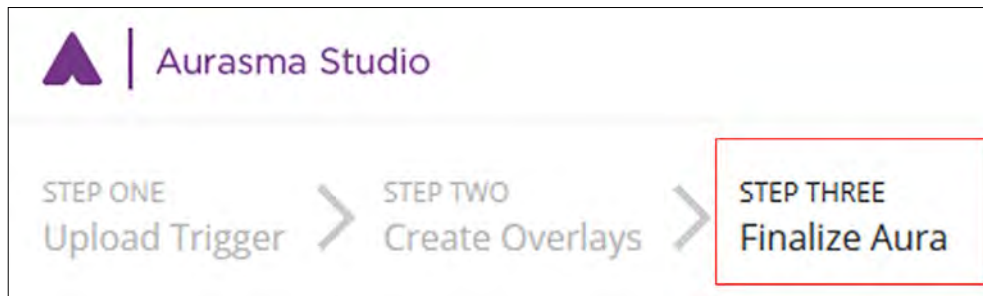 Aurasma Studio
STEP ONE
Upload Trigger
STEP TWO
Create Overlays
STEP THREE
Finalize Aura